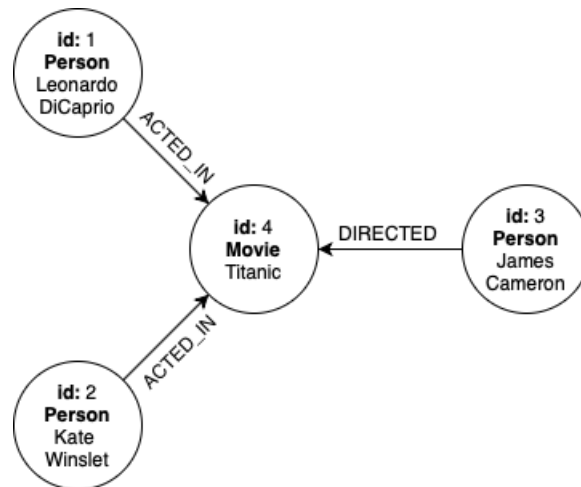 id: 1
Person
Leonardo
DiCaprio
ACTED_IN
id: 4
Movie
Titanic
DIRECTED
id: 3
Person
James
Cameron
ACTED_IN
id: 2
Person
Kate
Winslet